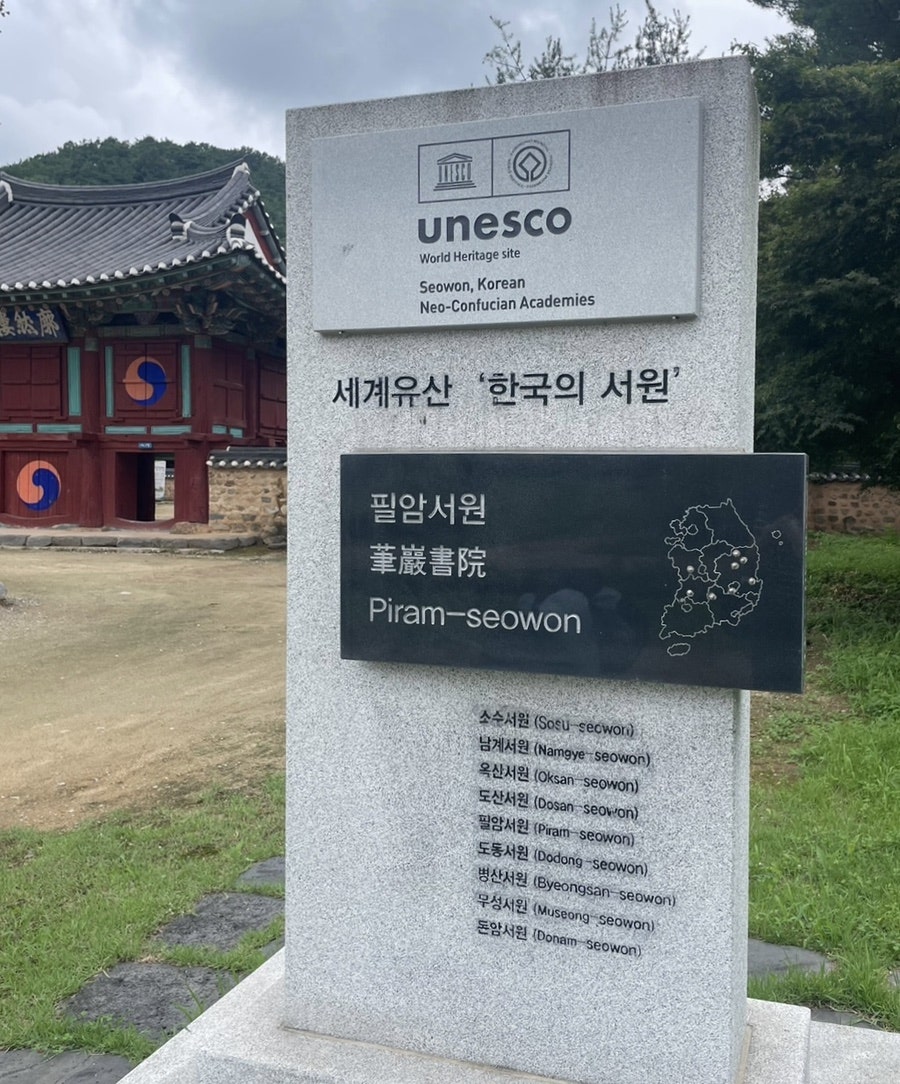 UNESCO
unesco
World Heritage site
Seowon, Korean
Neo-Confucian Academies
세계유산 ‘한국의 서원’
필암서원
筆巖書院
Piram-seowon
소수서원 (Sosu-seowon)
남계서원 (Namgye-seowon)
옥산서원 (Oksan-seowon)
도산서원 (Dosan-seowon)
필암서원 (Piram-seowon)
도동서원 (Dodong-seowon)
병산서원 (Byeongsan-seowon)
무성서원 (Museong-seowon)
돈암서원 (Donam-seowon)